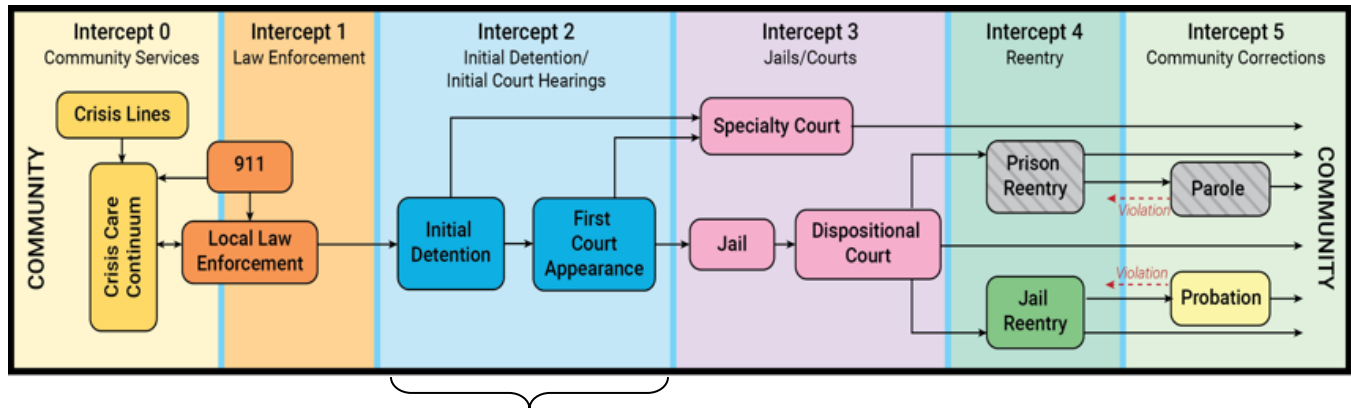 Intercept 0
Community Services
Intercept 1
Law Enforcement
Intercept 2
Initial Detention/
Initial Court Hearings
Intercept 3
Jails/Courts
Intercept 4
Reentry
Intercept 5
Community Corrections
COMMUNITY
Crisis Lines
Crisis Care
Continuum
911
Local Law
Enforcement
Initial
Detention
First
Court
Appearance
Specialty Court
Jail
Dispositional
Court
Prison
Reentry
Violation
Parole
Jail
Reentry
Violation
Probation
COMMUNITY